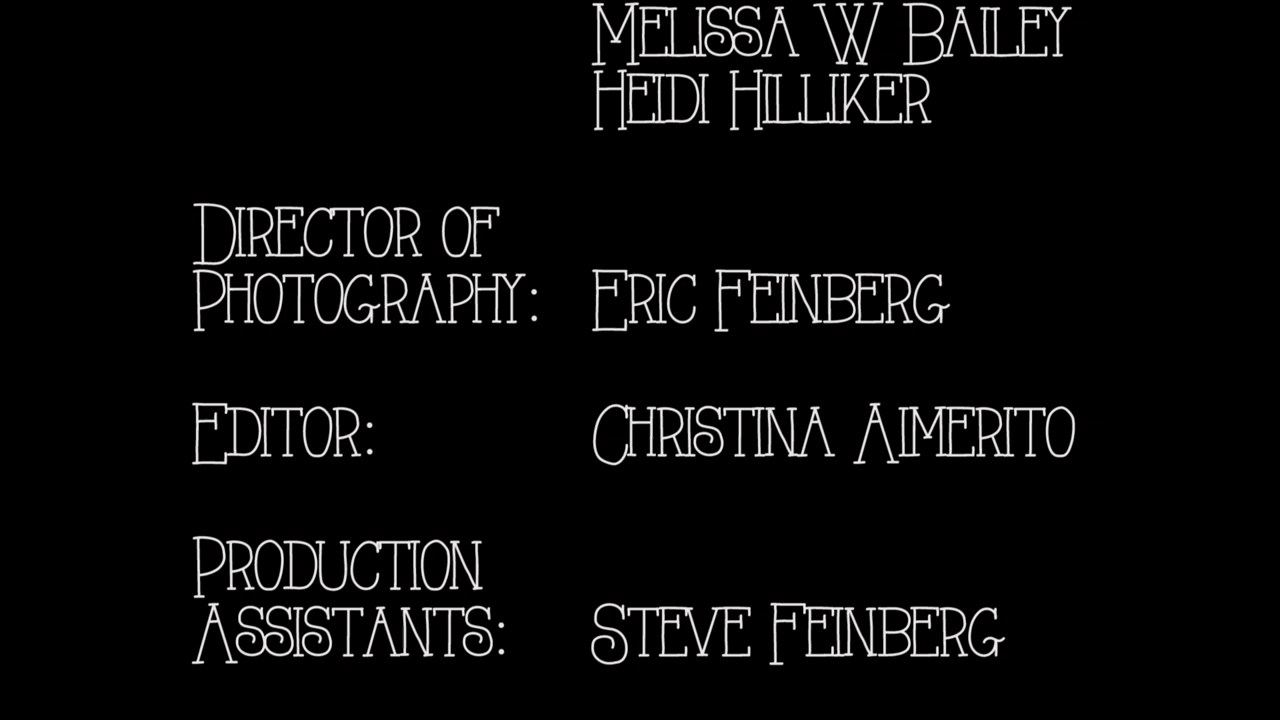 Melissa W Bailey
Heidi Hilliker
Director of
Photography: Eric Feinberg
Editor: Christina Aimerito
Production
Assistants: Steve Feinberg